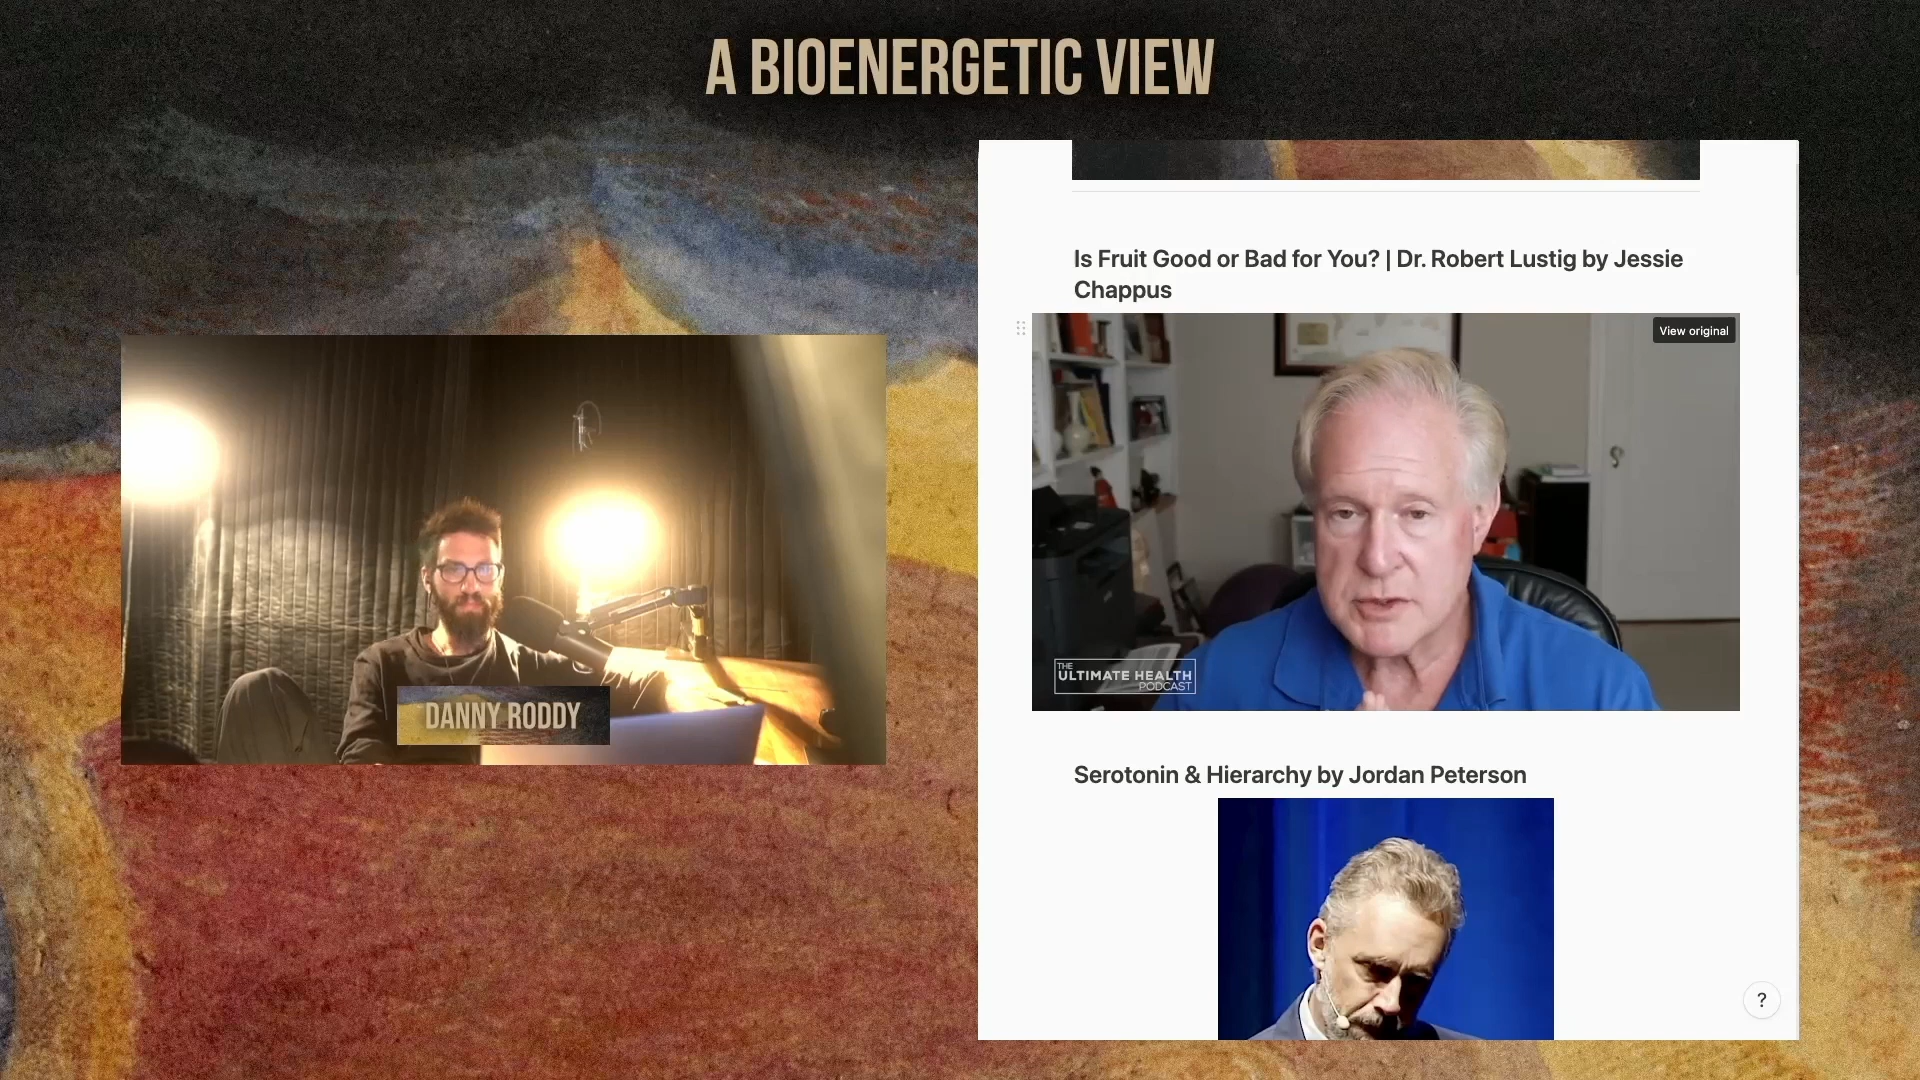 A BIOENERGETIC VIEW
Is Fruit Good or Bad for You? | Dr. Robert Lustig by Jessie
Chappus
View original
THE
ULTIMATE HEALTH
PODCAST
DANNY RODDY
Serotonin & Hierarchy by Jordan Peterson
?